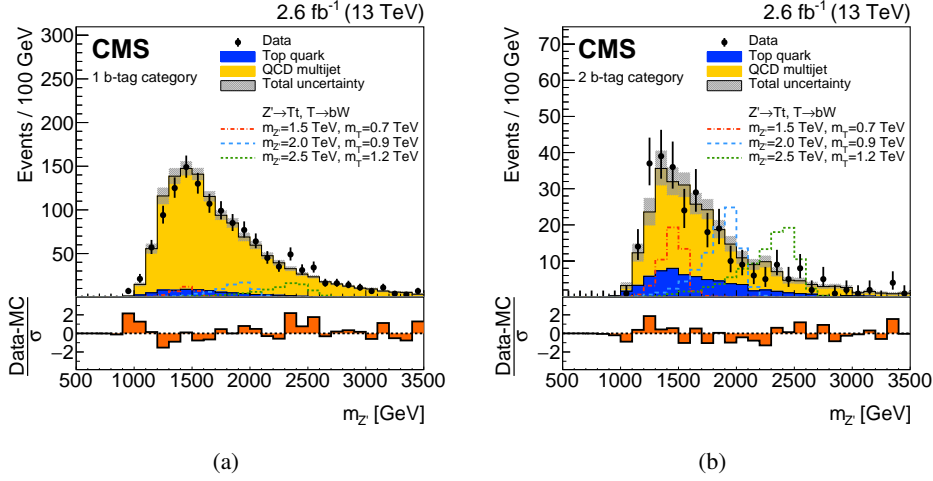 2.6 fb⁻¹ (13 TeV)
Events / 100 GeV
300
250
200
150
100
50
CMS
1 b-tag category
Data
Top quark
QCD multijet
Total uncertainty
Z'→Tt, T→bW
m_Z'=1.5 TeV, m_T=0.7 TeV
m_Z'=2.0 TeV, m_T=0.9 TeV
m_Z'=2.5 TeV, m_T=1.2 TeV
Data-MC
σ
2
0
−2
500 1000 1500 2000 2500 3000 3500
m_Z' [GeV]
(a)
2.6 fb⁻¹ (13 TeV)
Events / 100 GeV
70
60
50
40
30
20
10
CMS
2 b-tag category
Data
Top quark
QCD multijet
Total uncertainty
Z'→Tt, T→bW
m_Z'=1.5 TeV, m_T=0.7 TeV
m_Z'=2.0 TeV, m_T=0.9 TeV
m_Z'=2.5 TeV, m_T=1.2 TeV
Data-MC
σ
2
0
−2
500 1000 1500 2000 2500 3000 3500
m_Z' [GeV]
(b)